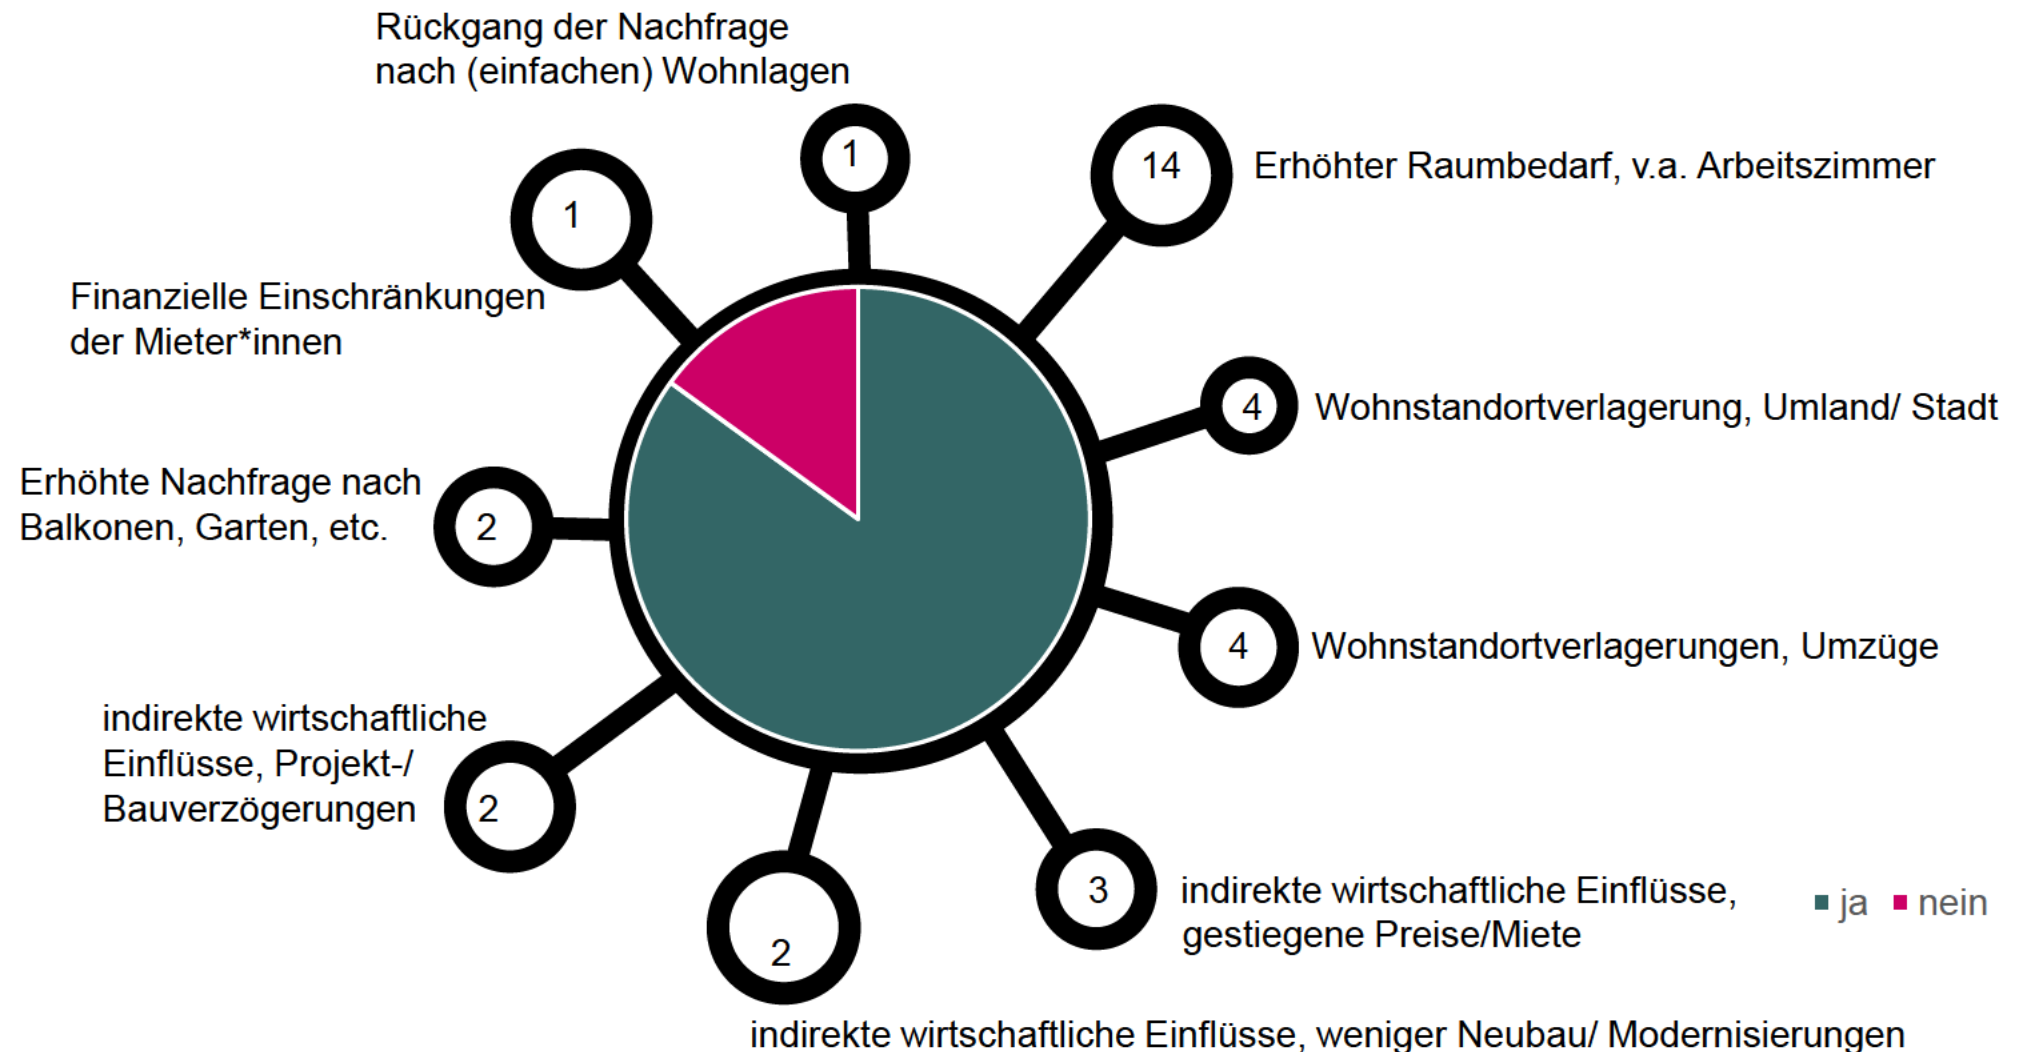 Rückgang der Nachfrage
nach (einfachen) Wohnlagen
1
14
Erhöhter Raumbedarf, v.a. Arbeitszimmer
1
Finanzielle Einschränkungen
der Mieter*innen
4
Wohnstandortverlagerung, Umland/ Stadt
Erhöhte Nachfrage nach
Balkonen, Garten, etc.
2
4
Wohnstandortverlagerungen, Umzüge
indirekte wirtschaftliche
Einflüsse, Projekt-/
Bauverzögerungen
2
3
indirekte wirtschaftliche Einflüsse,
gestiegene Preise/Miete
ja
nein
2
indirekte wirtschaftliche Einflüsse, weniger Neubau/ Modernisierungen